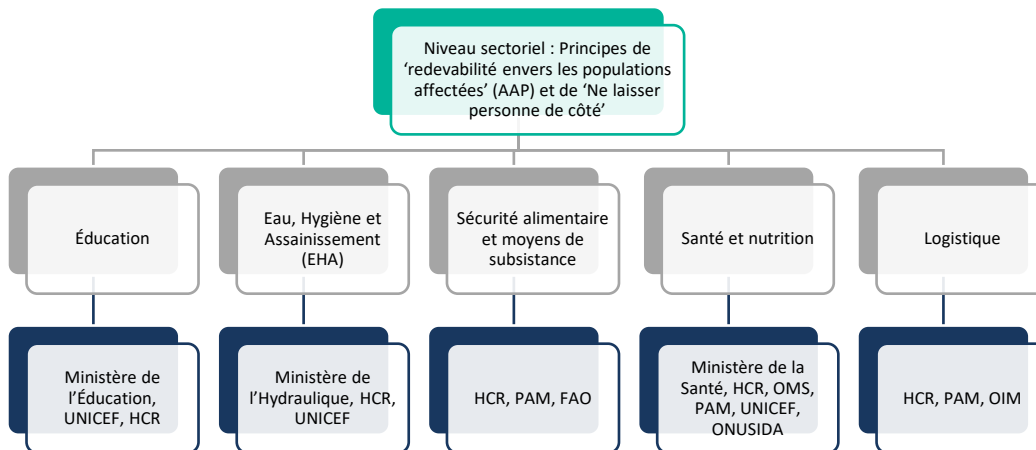 Niveau sectoriel : Principes de
‘redevabilité envers les populations
affectées’ (AAP) et de ‘Ne laisser
personne de côté’
Éducation
Eau, Hygiène et
Assainissement
(EHA)
Sécurité alimentaire
et moyens de
subsistance
Santé et nutrition
Logistique
Ministère de
l’Éducation,
UNICEF, HCR
Ministère de
l’Hydraulique, HCR,
UNICEF
HCR, PAM, FAO
Ministère de la
Santé, HCR, OMS,
PAM, UNICEF,
ONUSIDA
HCR, PAM, OIM